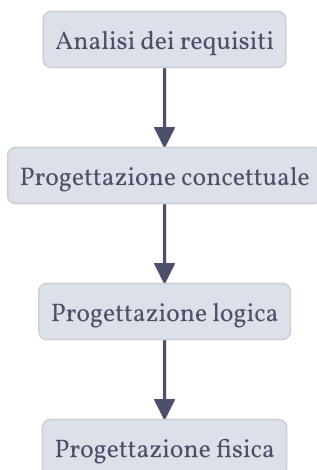 Analisi dei requisiti
Progettazione concettuale
Progettazione logica
Progettazione fisica